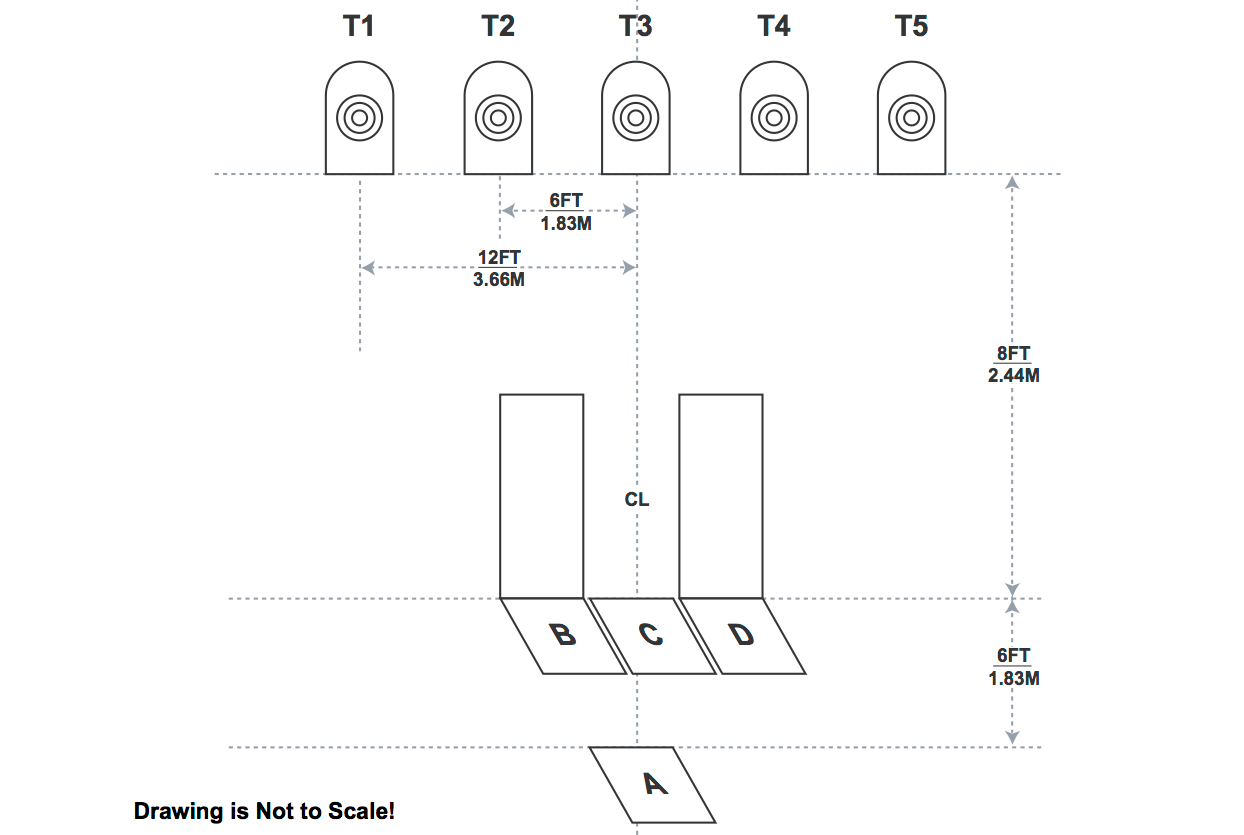 T1 T2 T3 T4 T5
6FT
1.83M
12FT
3.66M
8FT
2.44M
CL
B C D
6FT
1.83M
A
Drawing is Not to Scale!